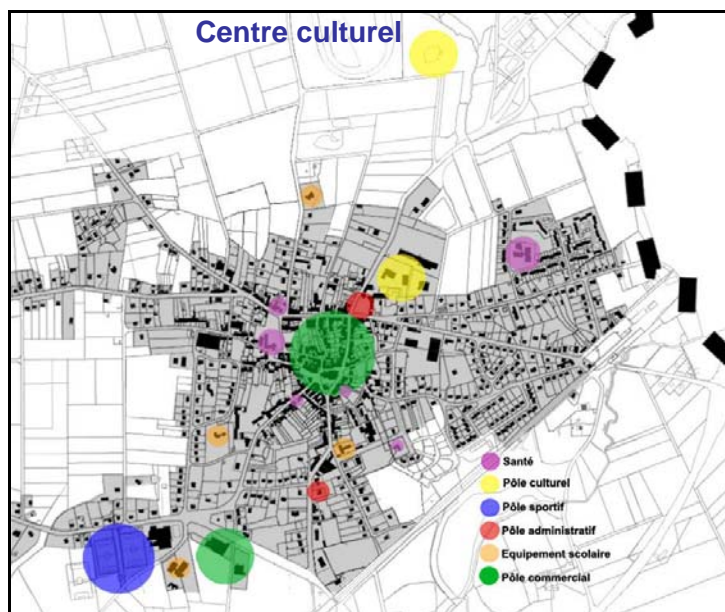 Centre culturel
Santé
Pôle culturel
Pôle sportif
Pôle administratif
Equipement scolaire
Pôle commercial